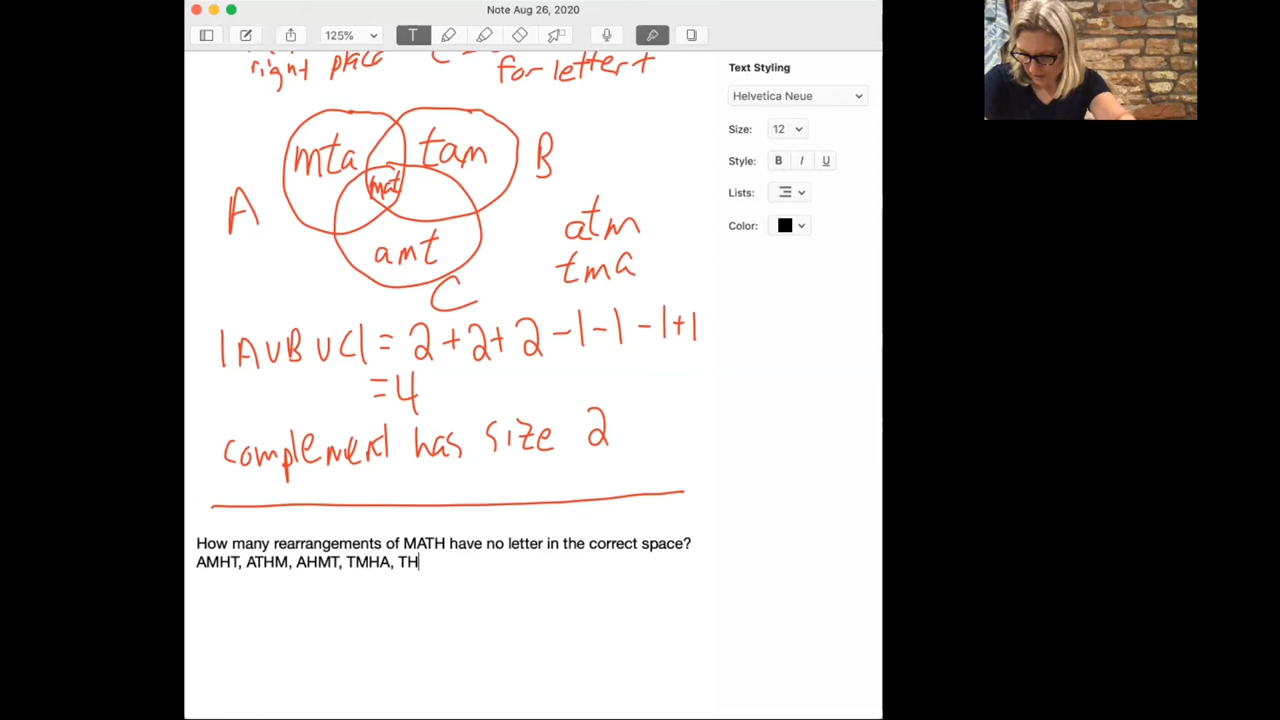 Note Aug 26, 2020
125%
T
Text Styling
right place C
for letter t
Helvetica Neue
Size: 12
Style: B I U
Lists:
Color:
mta tam B
mat
A
amt
C
atm
tma
|A∪B∪C| = 2+2+2-1-1-1+1
=4
complement has size 2
How many rearrangements of MATH have no letter in the correct space?
AMHT, ATHM, AHMT, TMHA, TH